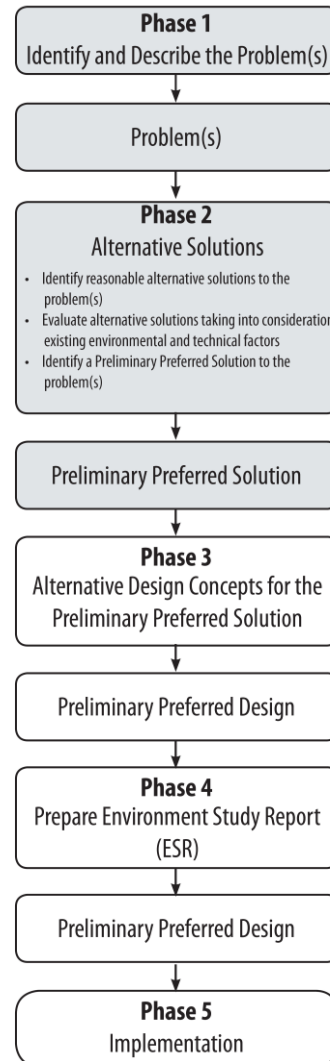 Phase 1
Identify and Describe the Problem(s)
Problem(s)
Phase 2
Alternative Solutions
• Identify reasonable alternative solutions to the
problem(s)
• Evaluate alternative solutions taking into consideration
existing environmental and technical factors
• Identify a Preliminary Preferred Solution to the
problem(s)
Preliminary Preferred Solution
Phase 3
Alternative Design Concepts for the
Preliminary Preferred Solution
Preliminary Preferred Design
Phase 4
Prepare Environment Study Report
(ESR)
Preliminary Preferred Design
Phase 5
Implementation